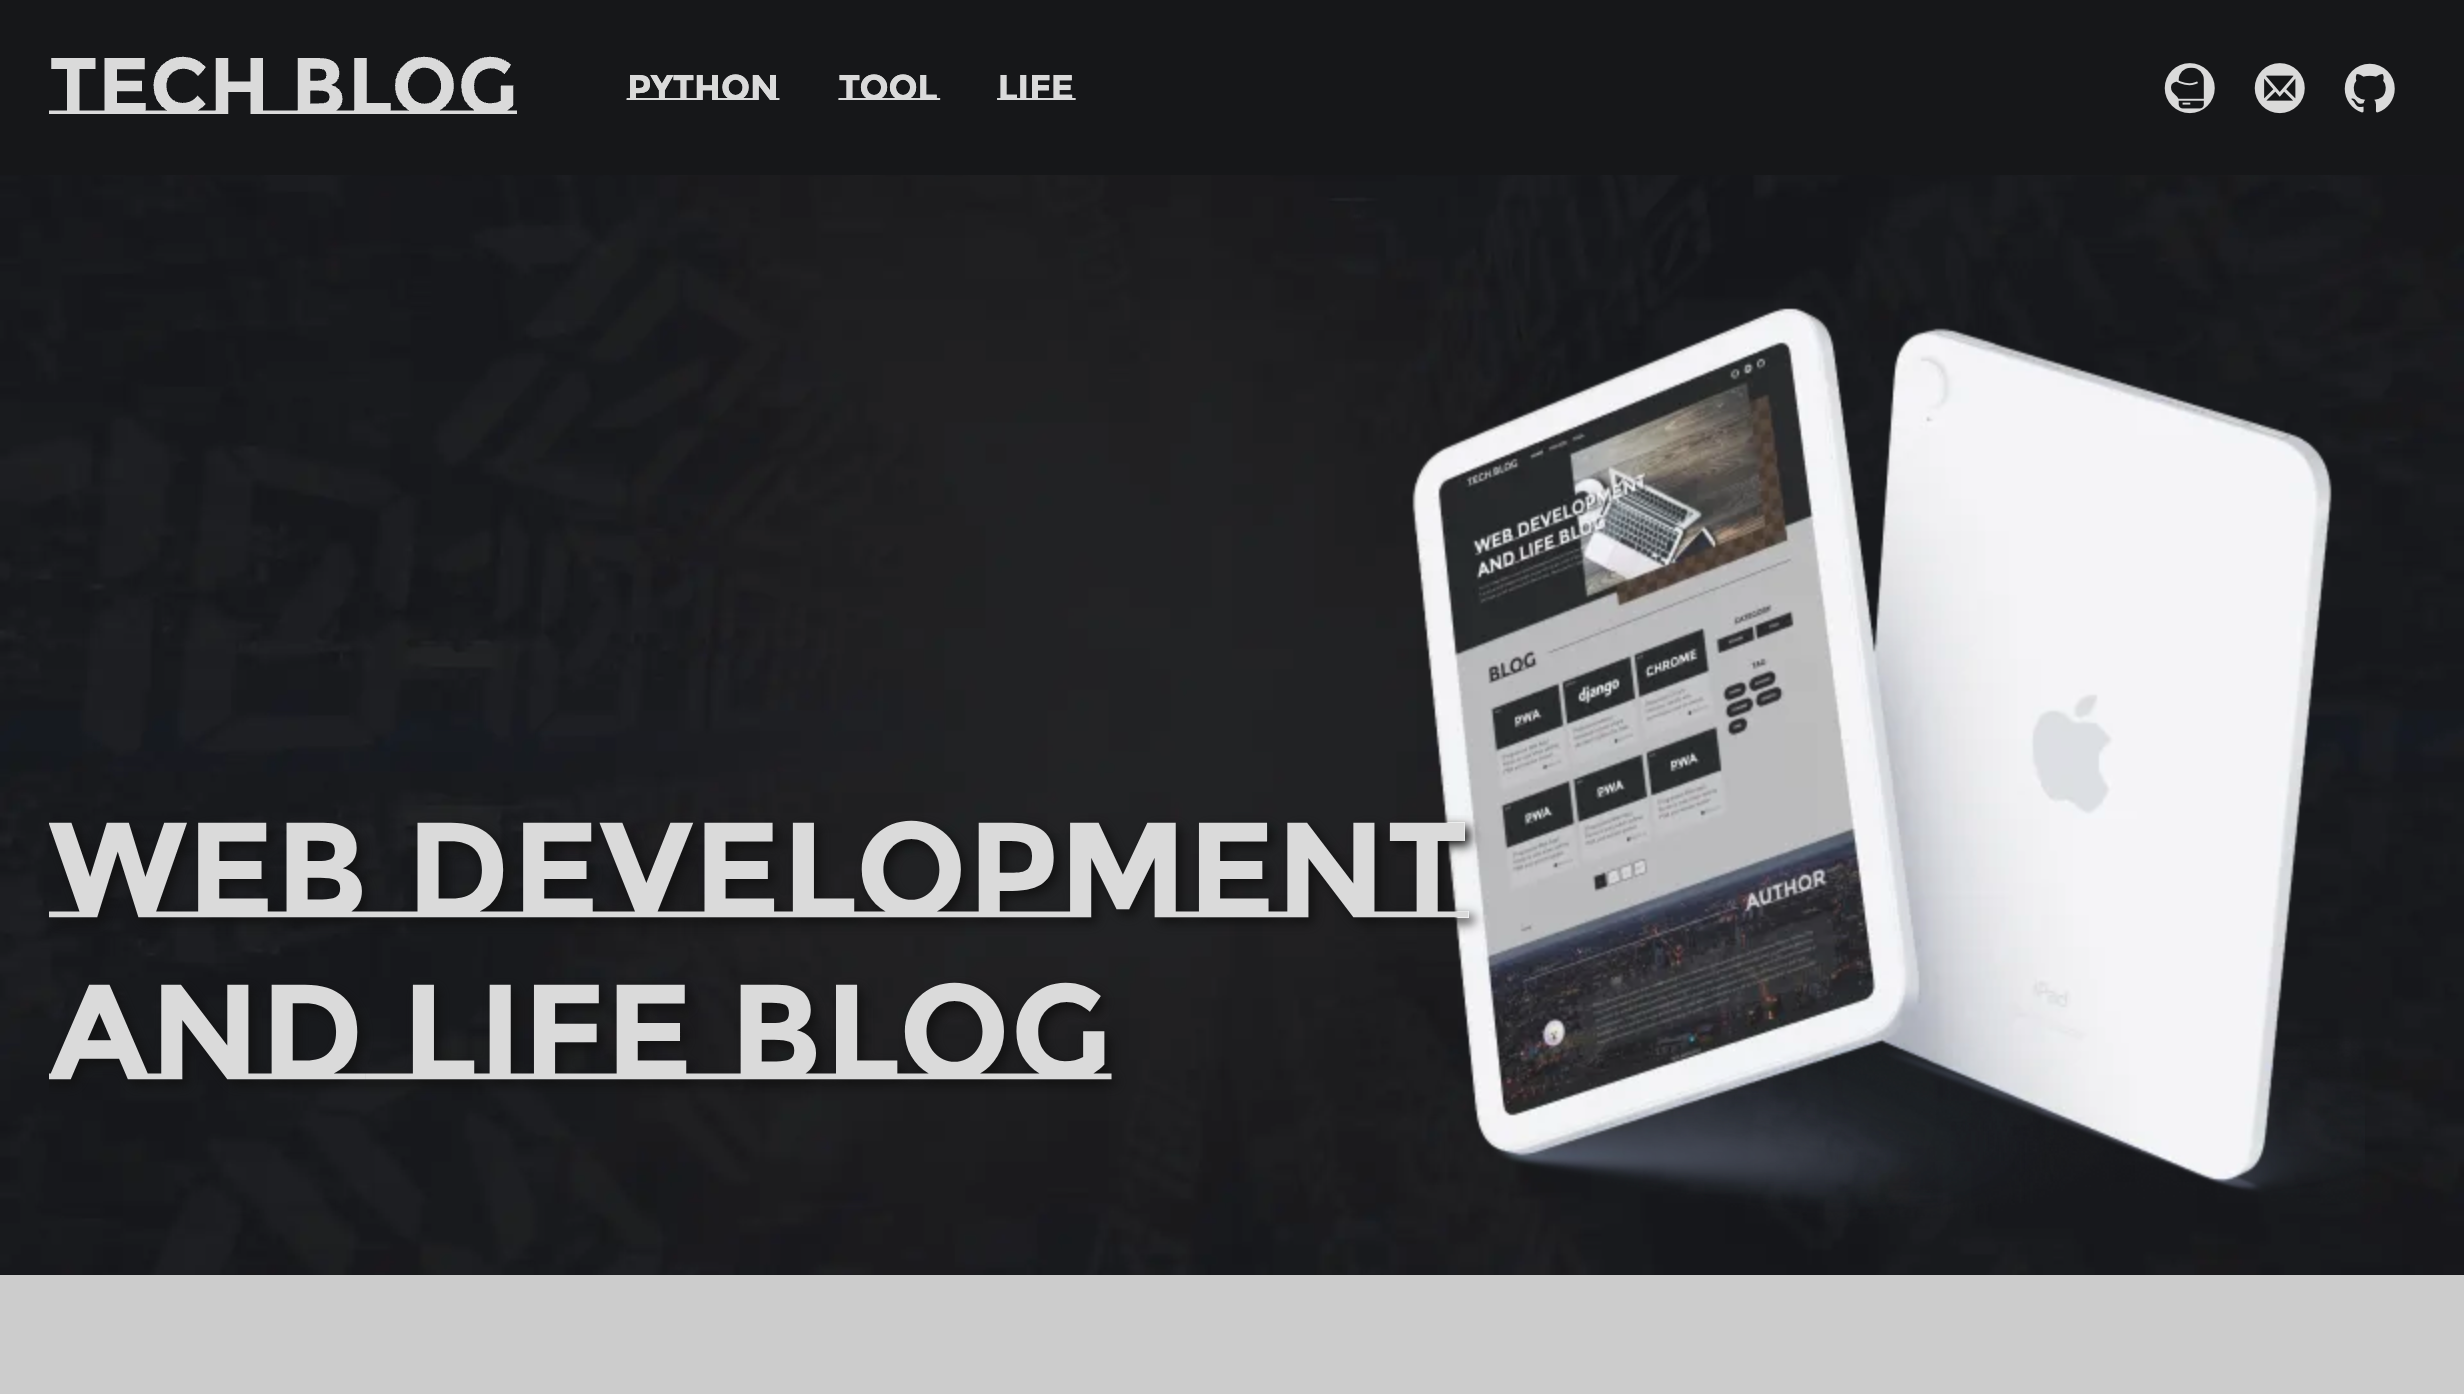 TECH BLOG
PYTHON TOOL LIFE
WEB DEVELOPMENT
AND LIFE BLOG
TECH BLOG
WEB DEVELOPMENT
AND LIFE BLOG
BLOG
CATEGORY
TAG
PWA django CHROME
PWA PWA PWA
AUTHOR
iPad